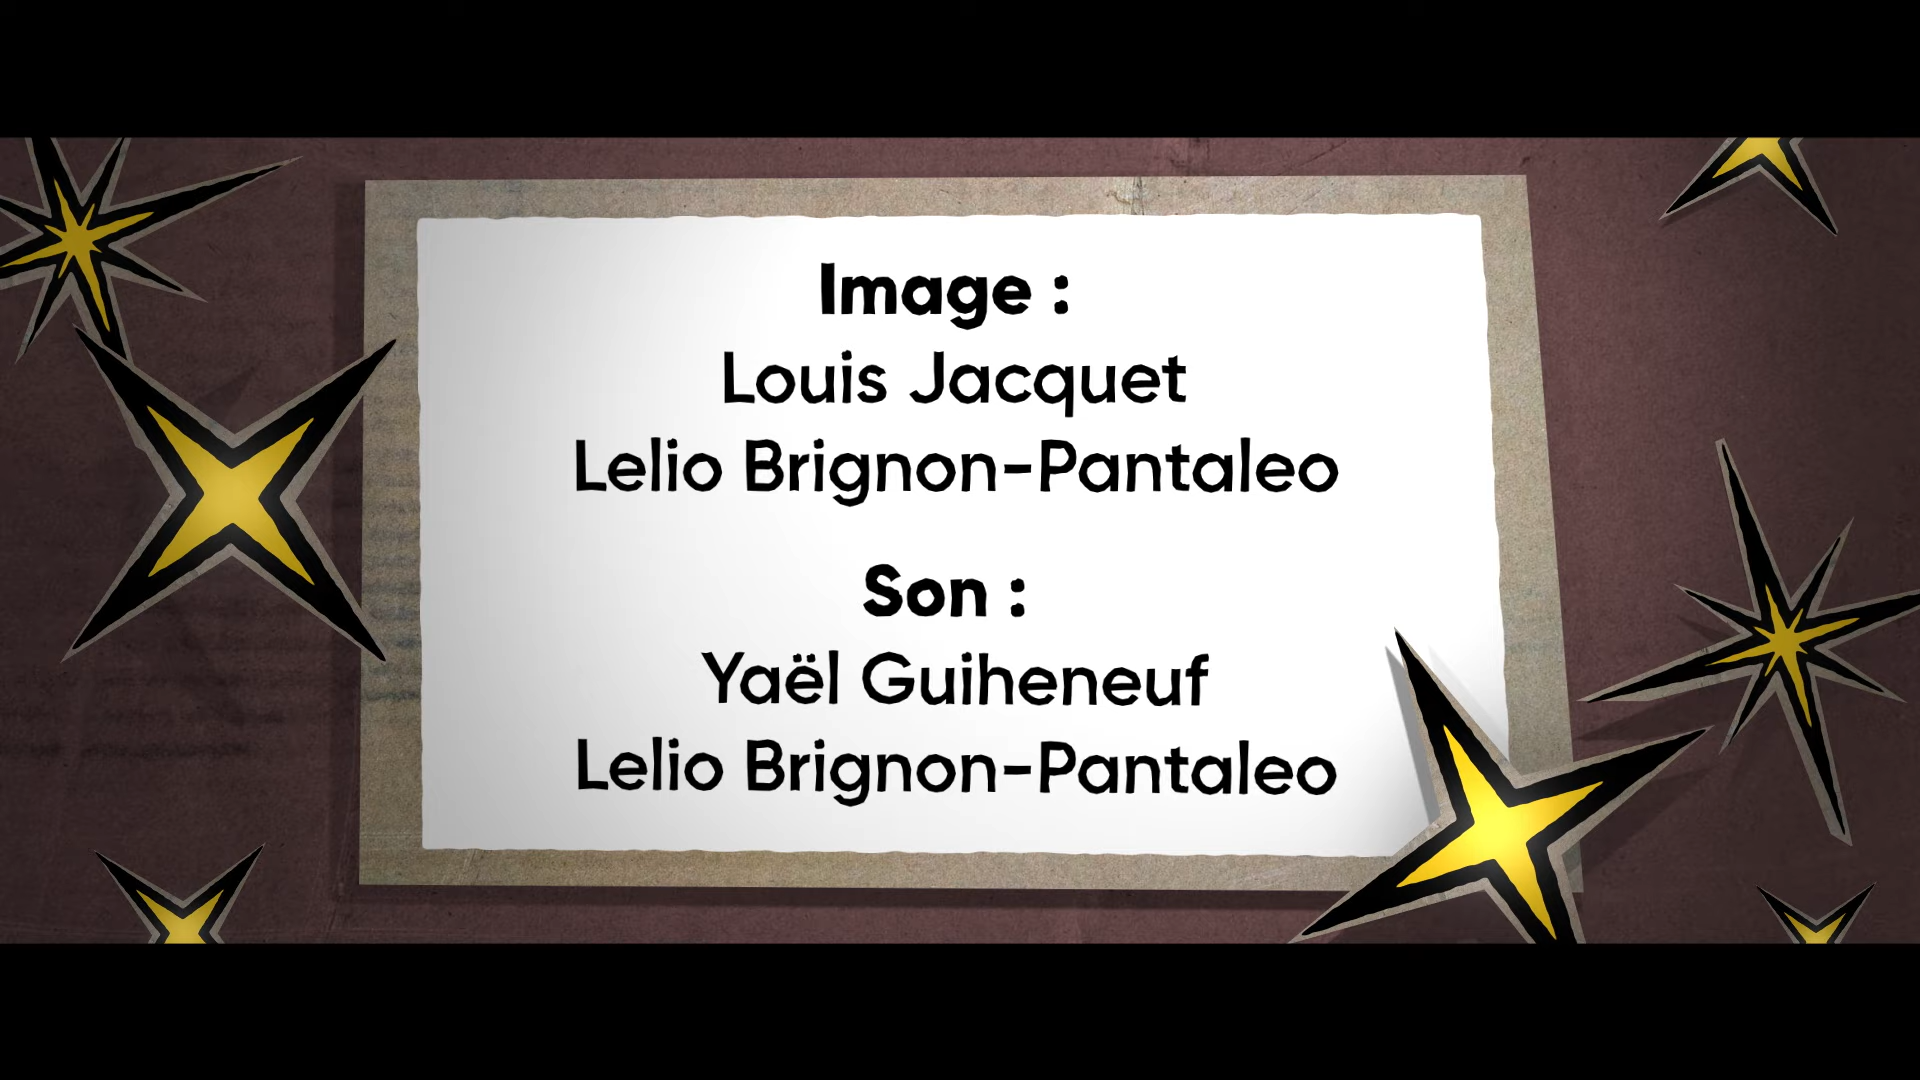 Image :
Louis Jacquet
Lelio Brignon-Pantaleo
Son :
Yaël Guiheneuf
Lelio Brignon-Pantaleo